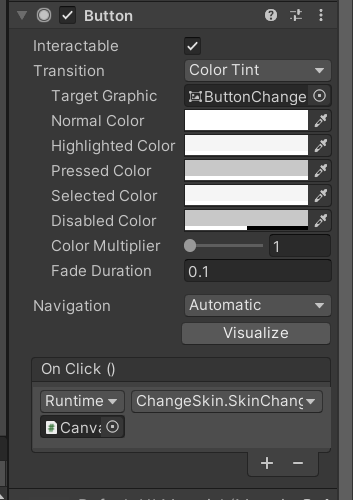 Button
Interactable
Transition Color Tint
Target Graphic ButtonChange
Normal Color
Highlighted Color
Pressed Color
Selected Color
Disabled Color
Color Multiplier 1
Fade Duration 0.1
Navigation Automatic
Visualize
On Click ()
Runtime ChangeSkin.SkinChang
Canva